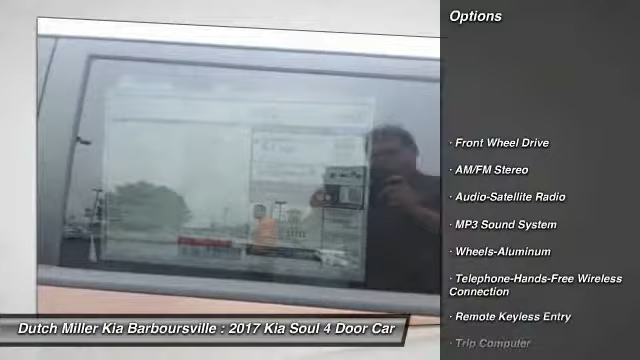 Options
· Front Wheel Drive
· AM/FM Stereo
· Audio-Satellite Radio
· MP3 Sound System
· Wheels-Aluminum
· Telephone-Hands-Free Wireless
Connection
· Remote Keyless Entry
· Trip Computer
Dutch Miller Kia Barboursville : 2017 Kia Soul 4 Door Car